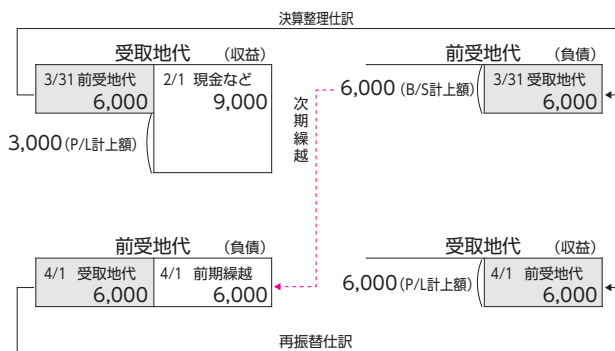 決算整理仕訳
受取地代 (収益)
3/31 前受地代 2/1 現金など
6,000 9,000
3,000(P/L計上額)
前受地代 (負債)
6,000(B/S計上額) 3/31 受取地代
6,000
次期繰越
前受地代 (負債)
4/1 受取地代 4/1 前期繰越
6,000 6,000
受取地代 (収益)
6,000(P/L計上額) 4/1 前受地代
6,000
再振替仕訳